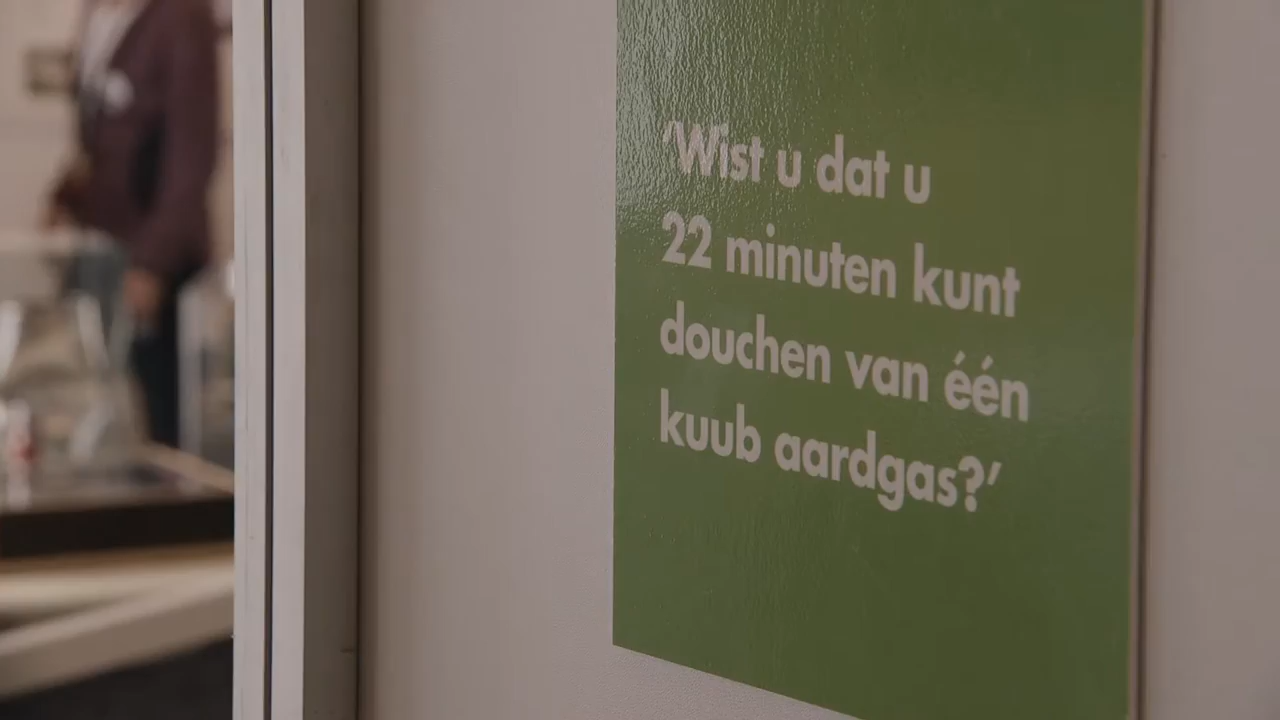 ‘Wist u dat u
22 minuten kunt
douchen van één
kuub aardgas?’